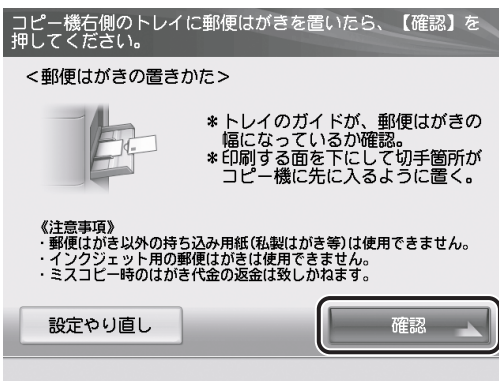 コピー機右側のトレイに郵便はがきを置いたら、【確認】を
押してください。
＜郵便はがきの置きかた＞
＊トレイのガイドが、郵便はがきの
幅になっているか確認。
＊印刷する面を下にして切手箇所が
コピー機に先に入るように置く。
《注意事項》
・郵便はがき以外の持ち込み用紙(私製はがき等)は使用できません。
・インクジェット用の郵便はがきは使用できません。
・ミスコピー時のはがき代金の返金は致しかねます。
設定やり直し
確認